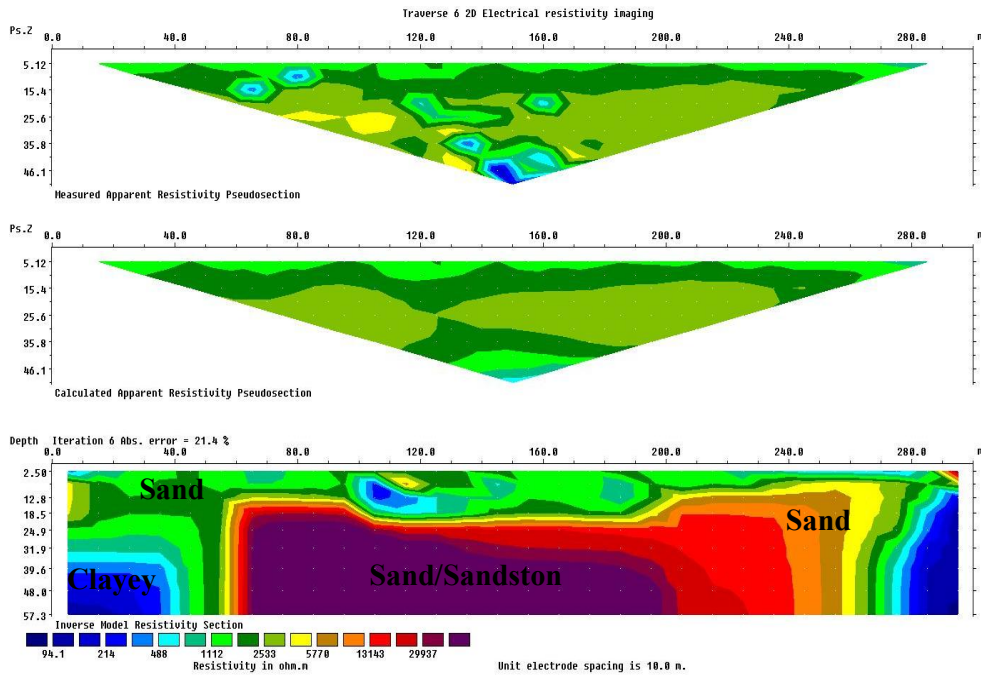 Traverse 6 2D Electrical resistivity imaging
Ps.Z
0.0 40.0 80.0 120.0 160.0 200.0 240.0 280.0 m
5.12
15.4
25.6
35.8
46.1
Measured Apparent Resistivity Pseudosection
Ps.Z
0.0 40.0 80.0 120.0 160.0 200.0 240.0 280.0 m
5.12
15.4
25.6
35.8
46.1
Calculated Apparent Resistivity Pseudosection
Depth Iteration 6 Abs. error = 21.4 %
0.0 40.0 80.0 120.0 160.0 200.0 240.0 280.0 m
2.50
Sand
12.8
18.5
Sand
24.9
31.9
39.6
Clayey
Sand/Sandston
48.0
57.3
Inverse Model Resistivity Section
94.1 214 488 1112 2533 5770 13143 29937
Resistivity in ohm.m
Unit electrode spacing is 10.0 m.